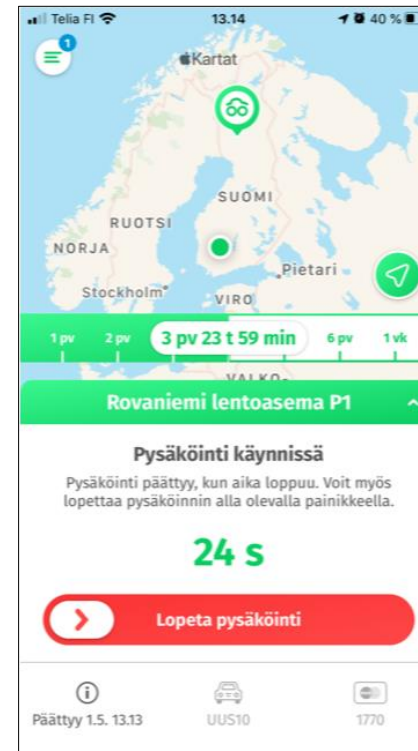 Telia FI 13.14 40 %
1
Kartat
SUOMI
RUOTSI
NORJA
Pietari
Stockholm
VIRO
1 pv 2 pv 3 pv 23 t 59 min 6 pv 1 vk
VALKO-
Rovaniemi lentoasema P1
Pysäköinti käynnissä
Pysäköinti päättyy, kun aika loppuu. Voit myös
lopettaa pysäköinnin alla olevalla painikkeella.
24 s
Lopeta pysäköinti
Päättyy 1.5. 13.13 UUS10 1770